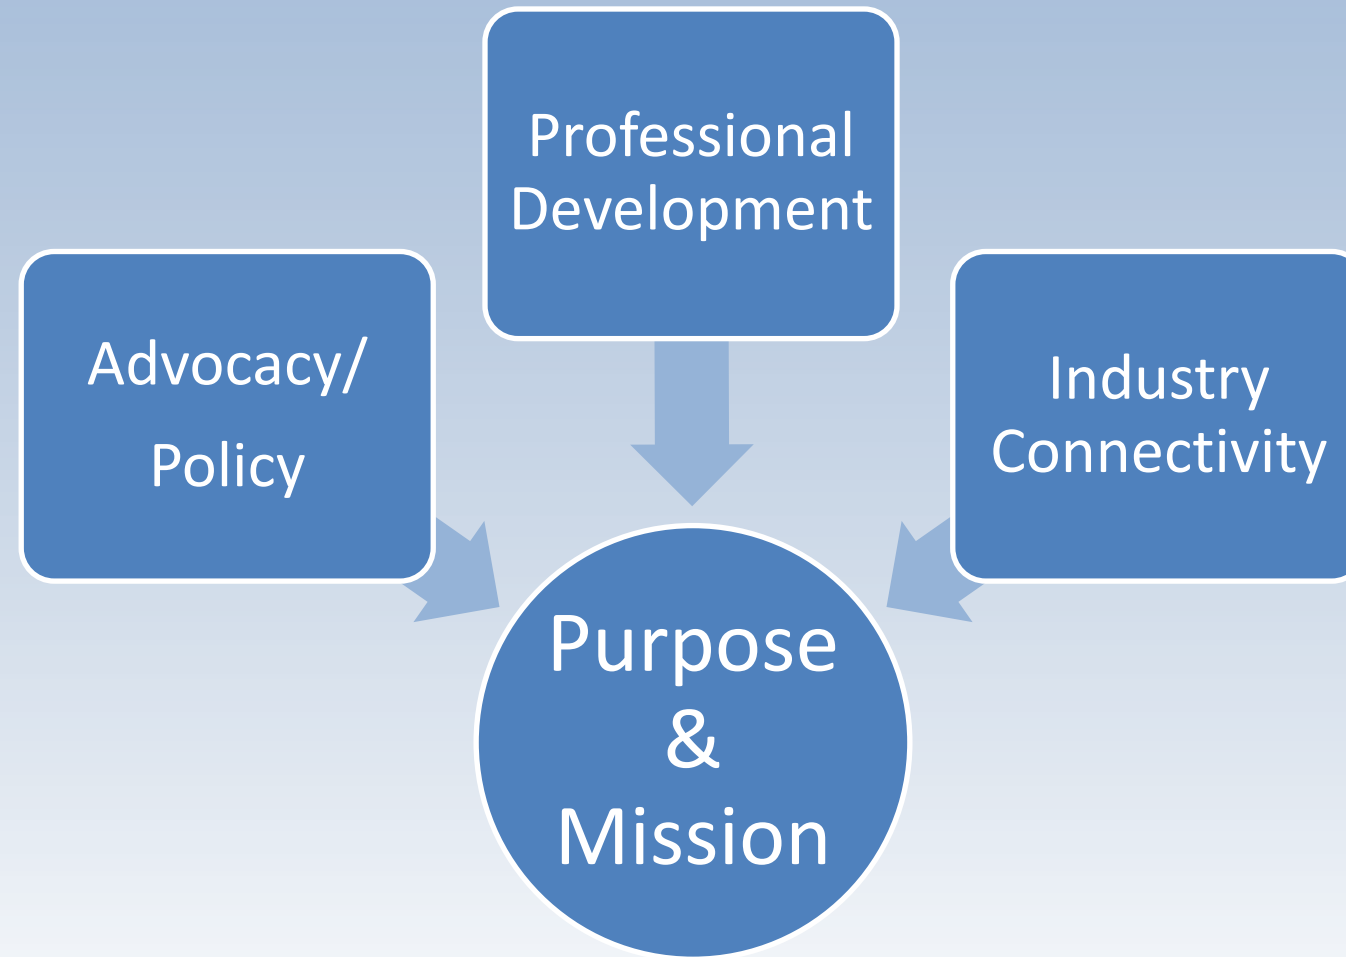 Professional
Development
Advocacy/
Policy
Industry
Connectivity
Purpose
&
Mission